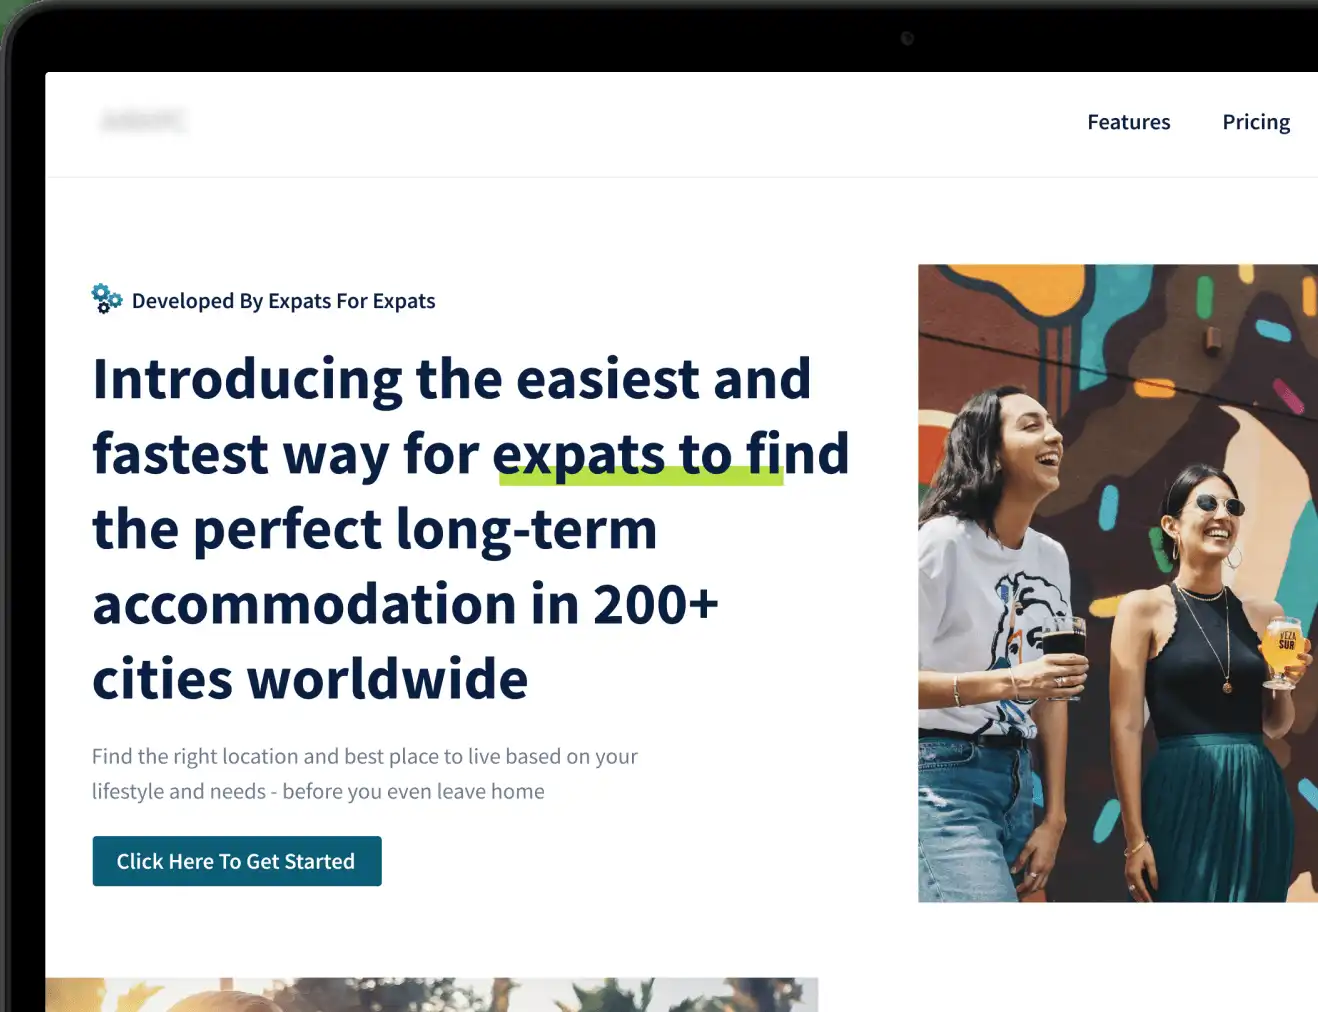 Features Pricing
Developed By Expats For Expats
Introducing the easiest and
fastest way for expats to find
the perfect long-term
accommodation in 200+
cities worldwide
Find the right location and best place to live based on your
lifestyle and needs - before you even leave home
Click Here To Get Started
VEZA
SUR